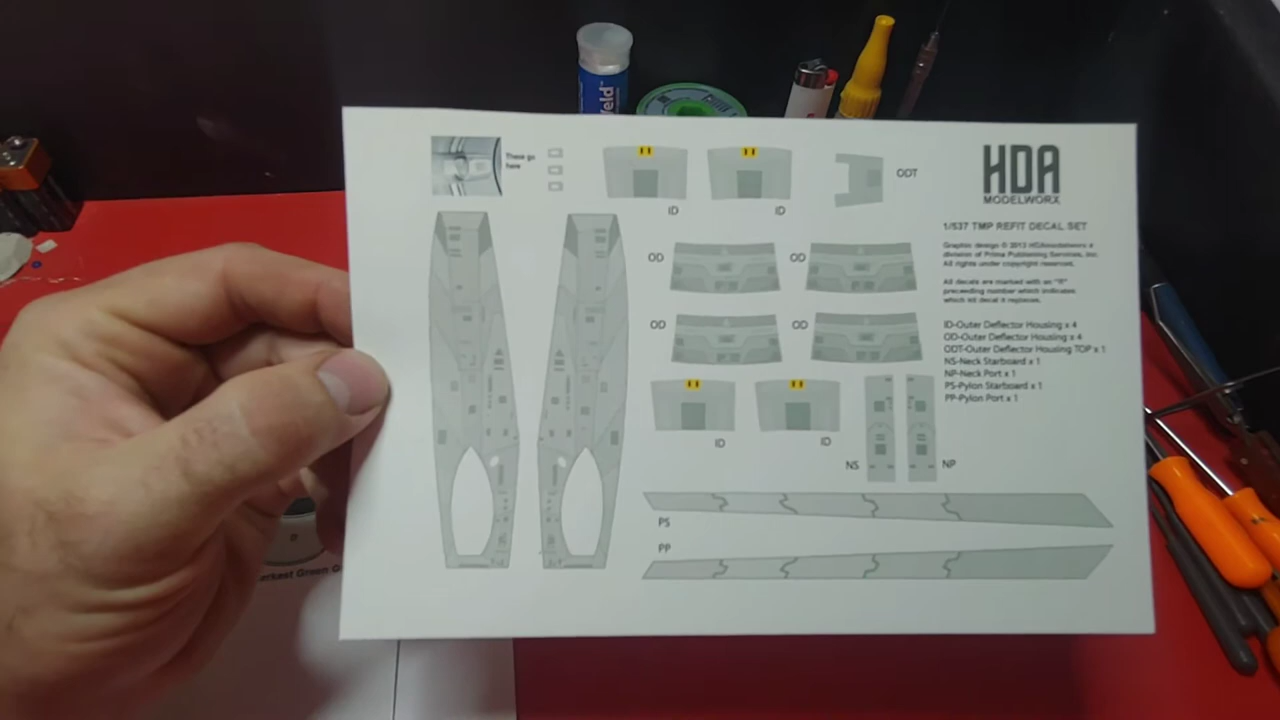 Weld™
These go
here
ID
ID
ODT
HDA
MODELWORX
1/537 TMP REFIT DECAL SET
Graphic design © 2013 HDAmodelworx a
division of Prime Publishing Services, Inc.
All rights under copyright reserved.
All decals are marked with an "R"
preceeding number which indicates
which kit decal it replaces.
OD
OD
OD
OD
ID-Outer Deflector Housing x 4
OD-Outer Deflector Housing x 4
ODT-Outer Deflector Housing TOP x 1
NS-Neck Starboard x 1
NP-Neck Port x 1
PS-Pylon Starboard x 1
PP-Pylon Port x 1
ID
ID
NS
NP
PS
PP
Green